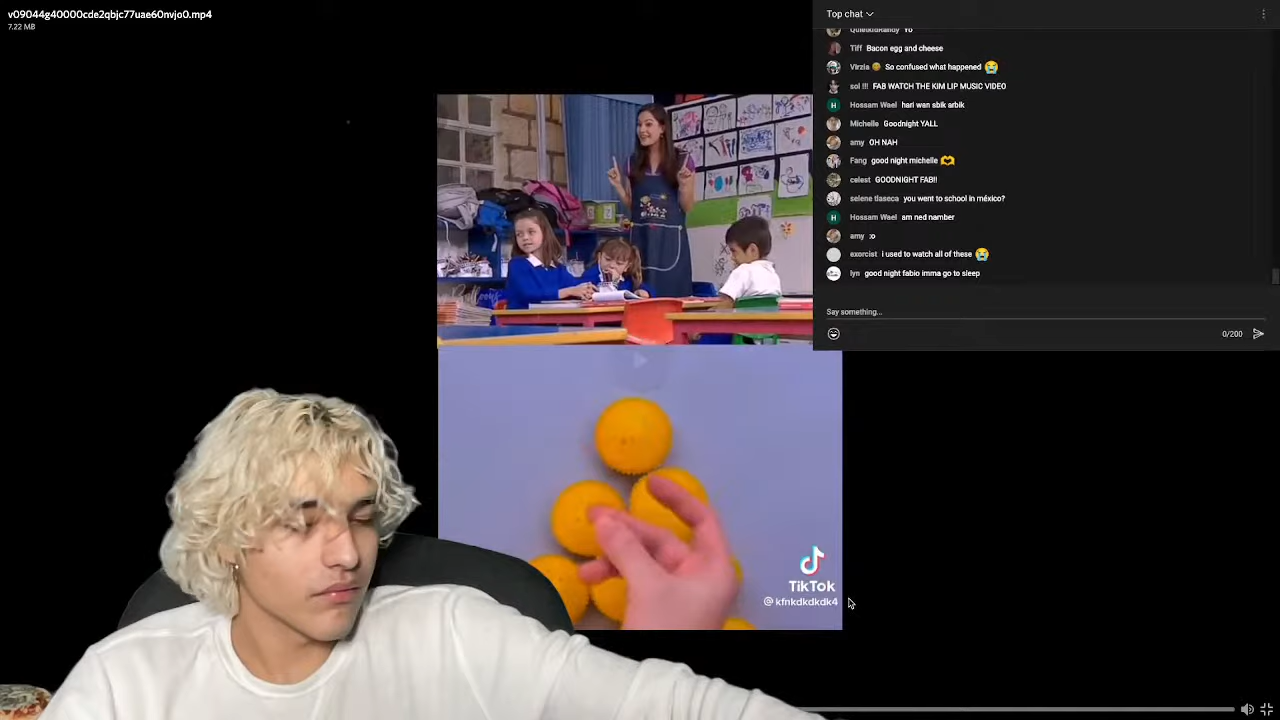 v09044g40000cde2qbjc77uae60nvjo0.mp4
7.22 MB
Top chat
QuietKidRandy Yo
Tiff Bacon egg and cheese
Virzia So confused what happened 😭
sol !!! FAB WATCH THE KIM LIP MUSIC VIDEO
H Hossam Wael hari wan sbik arbik
Michelle Goodnight YALL
amy OH NAH
Fang good night michelle 🫶
celest GOODNIGHT FAB!!
selene tlaseca you went to school in méxico?
H Hossam Wael am ned namber
amy :o
exorcist i used to watch all of these 😭
lyn good night fabio imma go to sleep
Say something...
0/200
TikTok
@kfnkdkdkdk4